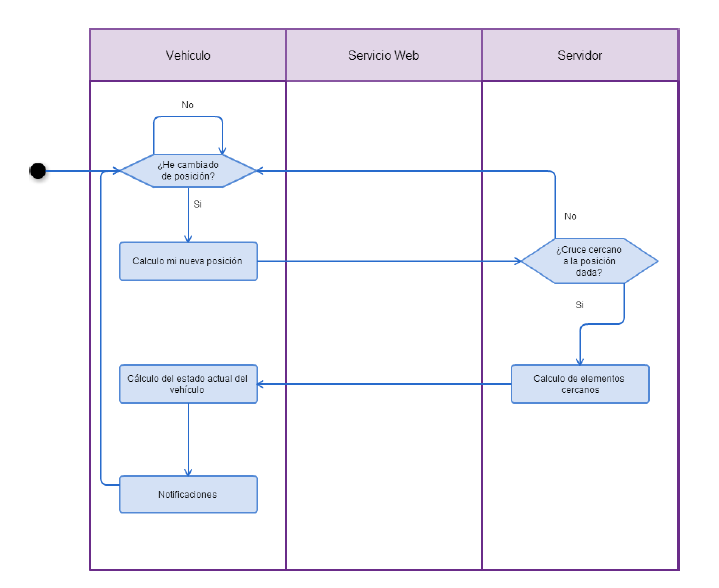 Vehículo
Servicio Web
Servidor
No
¿He cambiado
de posición?
Si
No
Calculo mi nueva posición
¿Cruce cercano
a la posición
dada?
Si
Cálculo del estado actual del
vehículo
Calculo de elementos
cercanos
Notificaciones